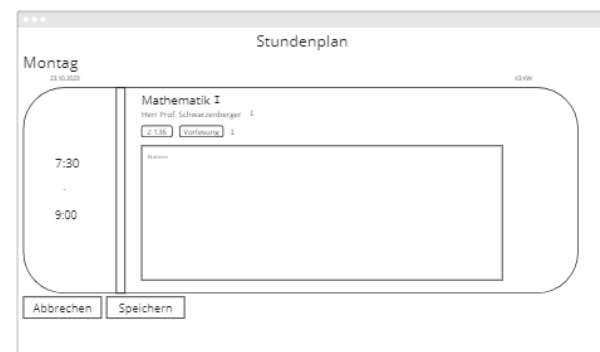 Stundenplan
Montag
23.10.2023 43 KW
Mathematik I
Herr Prof. Schwarzenberger I
Z 136 Vorlesung I
Notizen
7:30
-
9:00
Abbrechen Speichern